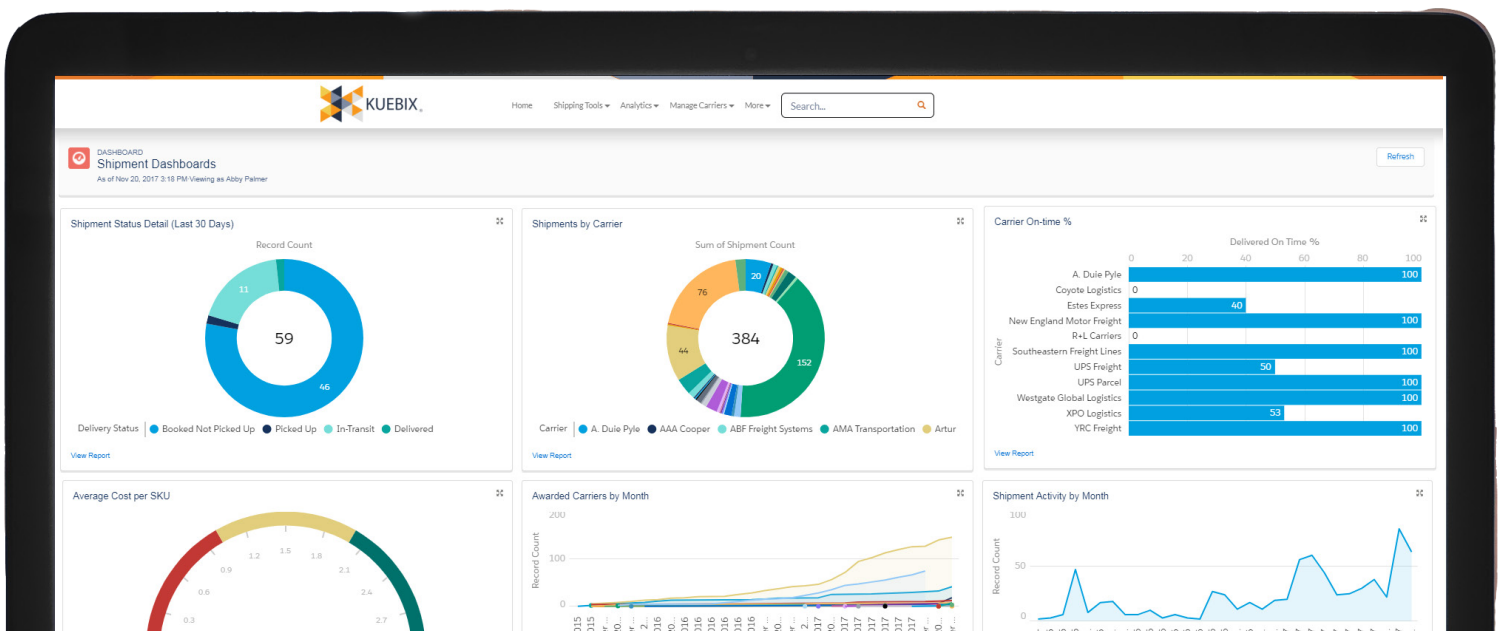 KUEBIX
Home Shipping Tools Analytics Manage Carriers More Search...
DASHBOARD
Shipment Dashboards
As of Nov 20, 2017 3:18 PM·Viewing as Abby Palmer
Refresh
Shipment Status Detail (Last 30 Days)
Record Count
11
59
46
Delivery Status Booked Not Picked Up Picked Up In-Transit Delivered
View Report
Shipments by Carrier
Sum of Shipment Count
20
76
384
44
152
Carrier A. Duie Pyle AAA Cooper ABF Freight Systems AMA Transportation Artur
View Report
Carrier On-time %
Delivered On Time %
0 20 40 60 80 100
Carrier
A. Duie Pyle 100
Coyote Logistics 0
Estes Express 40
New England Motor Freight 100
R+L Carriers 0
Southeastern Freight Lines 100
UPS Freight 50
UPS Parcel 100
Westgate Global Logistics 100
XPO Logistics 53
YRC Freight 100
View Report
Average Cost per SKU
1.5
1.2 1.8
0.9 2.1
0.6 2.4
0.3 2.7
Awarded Carriers by Month
Record Count
200
100
0
Shipment Activity by Month
Record Count
100
50
0